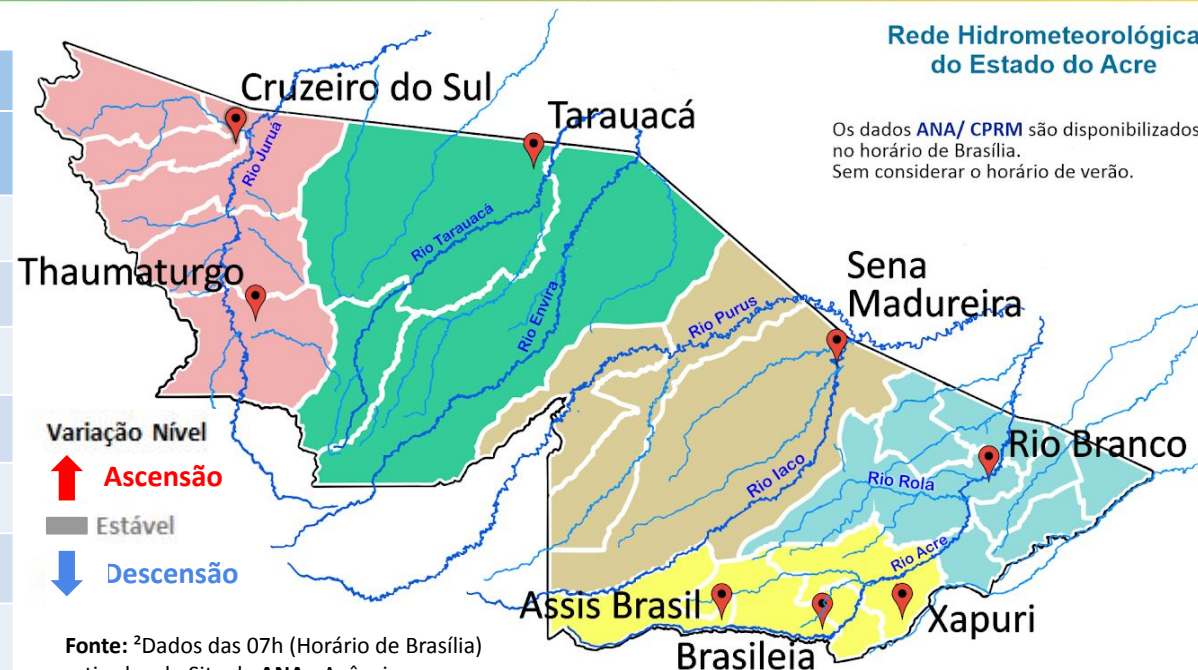 Rede Hidrometeorológica
do Estado do Acre
Os dados ANA/ CPRM são disponibilizados
no horário de Brasília.
Sem considerar o horário de verão.
Cruzeiro do Sul
Tarauacá
Rio Juruá
Rio Tarauacá
Thaumaturgo
Rio Envira
Rio Purus
Sena
Madureira
Rio Iaco
Rio Rola
Rio Branco
Rio Acre
Assis Brasil
Brasileia
Xapuri
Variação Nível
Ascensão
Estável
Descensão
Fonte: ²Dados das 07h (Horário de Brasília)